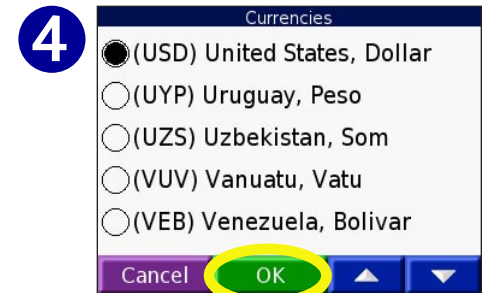 4
Currencies
(USD) United States, Dollar
(UYP) Uruguay, Peso
(UZS) Uzbekistan, Som
(VUV) Vanuatu, Vatu
(VEB) Venezuela, Bolivar
Cancel OK